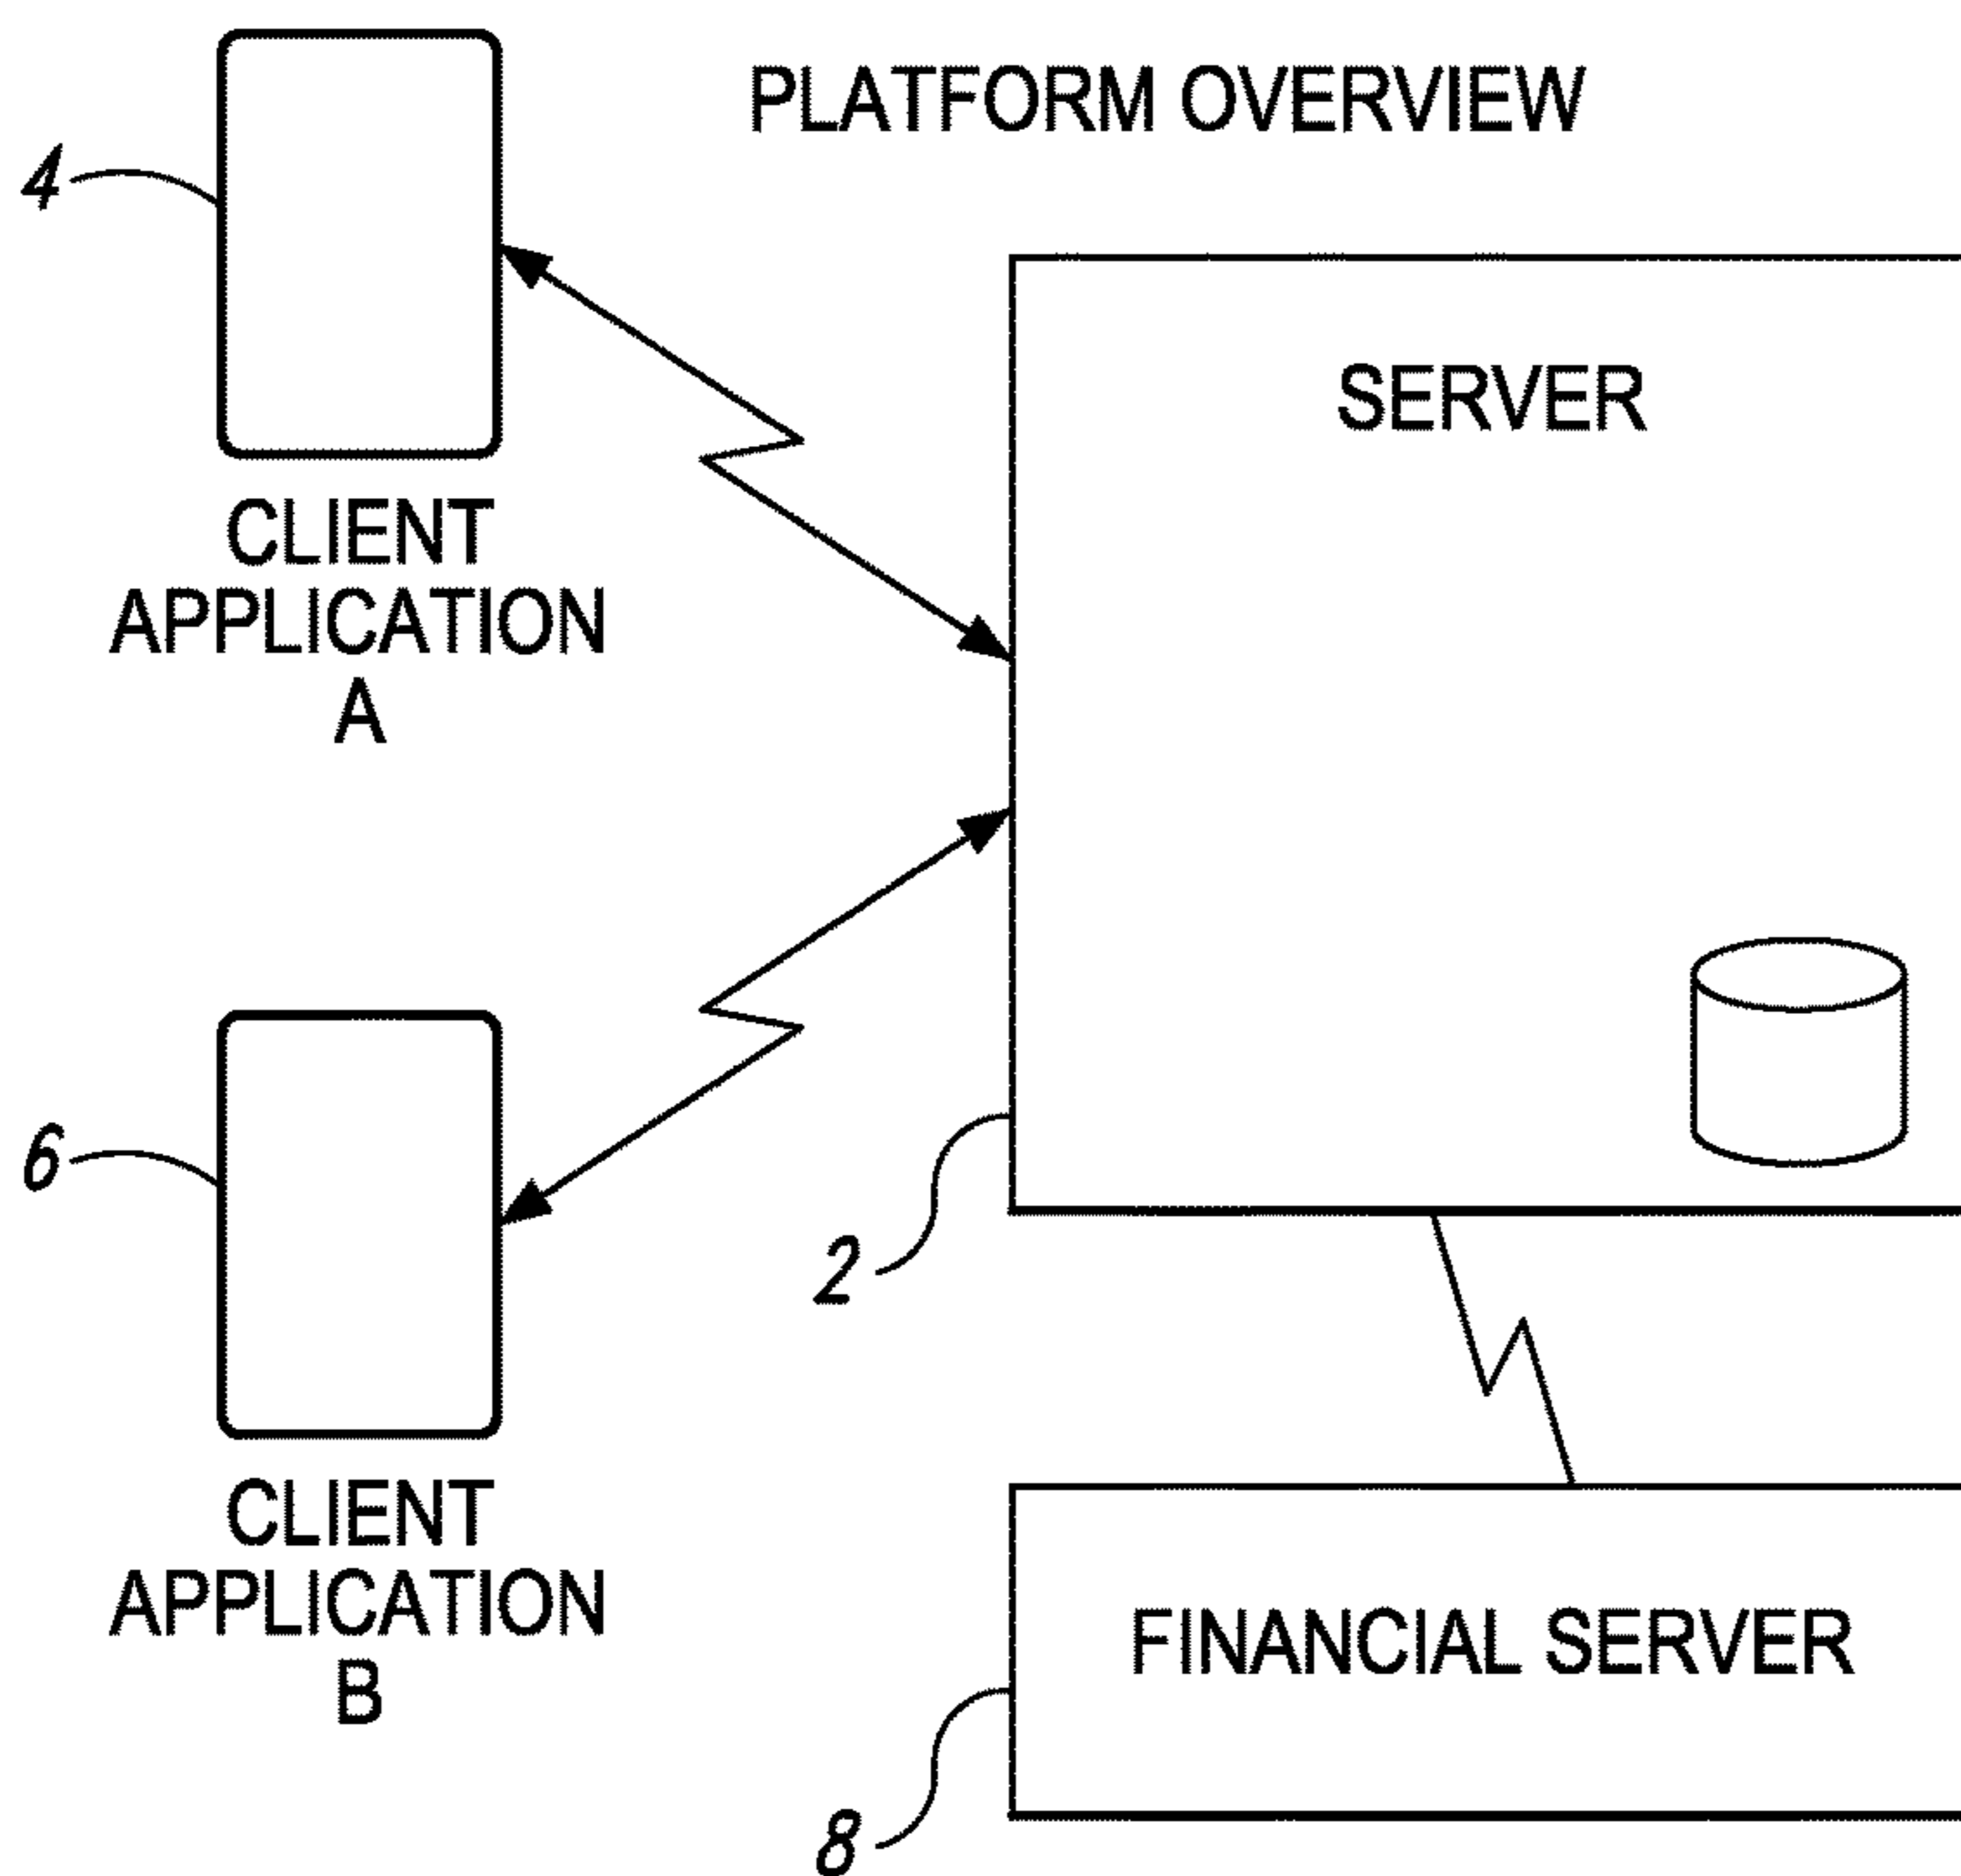 PLATFORM OVERVIEW
4
CLIENT
APPLICATION
A
SERVER
6
CLIENT
APPLICATION
B
2
FINANCIAL SERVER
8